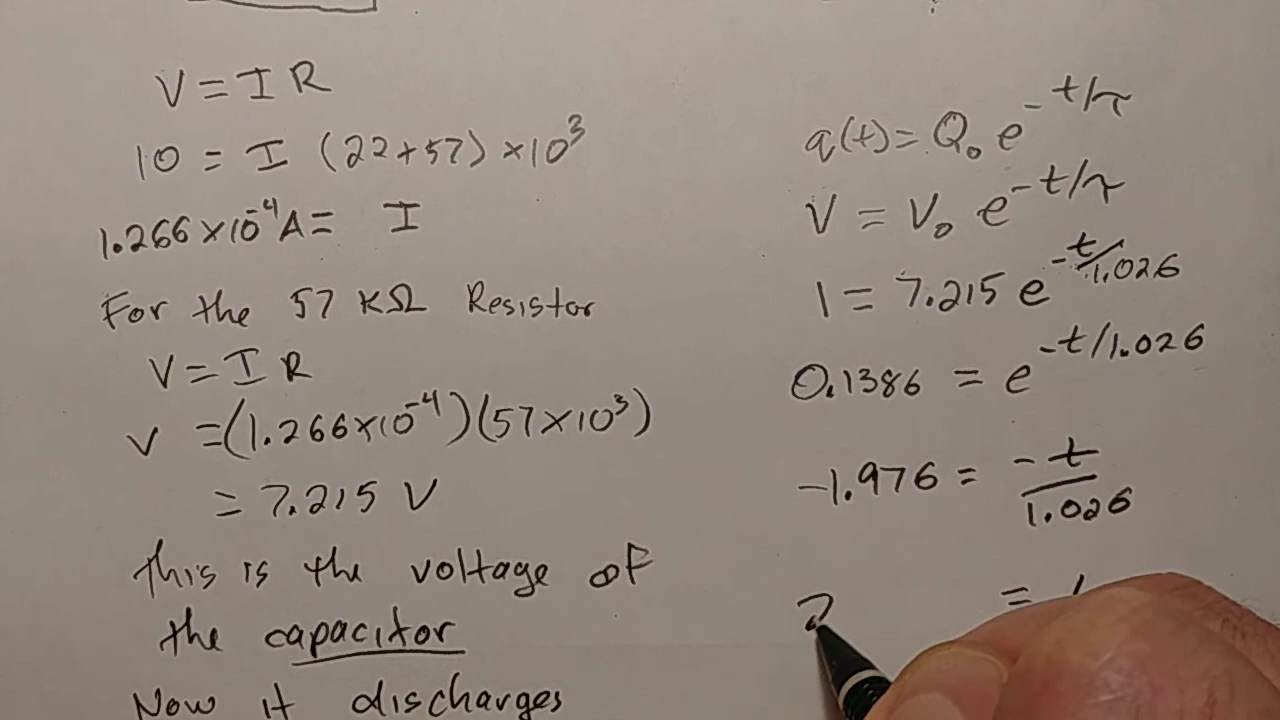 V = I R
10 = I (22+57) ×10³
1.266 ×10⁻⁴A = I
For the 57 KΩ Resistor
V = I R
V = (1.266×10⁻⁴)(57×10³)
= 7.215 V
this is the voltage of
the capacitor
Now it discharges
q(t) = Q₀ e^-t/τ
V = V₀ e^-t/τ
1 = 7.215 e^-t/1.026
0.1386 = e^-t/1.026
-1.976 = -t/1.026
2 = t